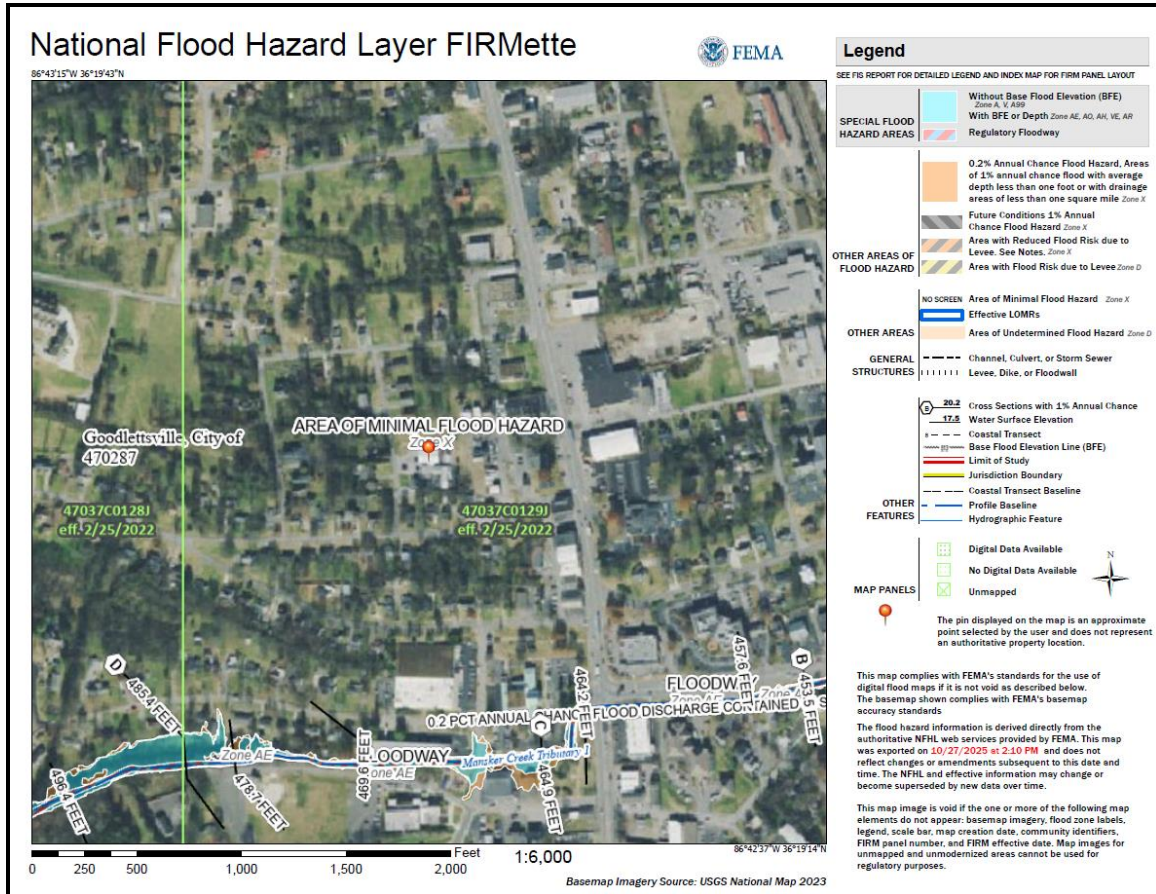 National Flood Hazard Layer FIRMette
FEMA
86°43'15"W 36°19'43"N
AREA OF MINIMAL FLOOD HAZARD
Zone X
Goodlettsville, City of
470287
47037C0128J
eff. 2/25/2022
47037C0129J
eff. 2/25/2022
D
485.4 FEET
496.4 FEET
Zone AE
478.7 FEET
469.6 FEET
FLOODWAY
Zone AE
Mansker Creek Tributary 1
0.2 PCT ANNUAL CHANCE FLOOD DISCHARGE CONTAINED
C
464.2 FEET
464.9 FEET
FLOODWAY
Zone AE
457.6 FEET
B
453.5 FEET
Feet
1:6,000
86°42'37"W 36°19'14"N
0 250 500 1,000 1,500 2,000
Basemap Imagery Source: USGS National Map 2023
Legend
SEE FIS REPORT FOR DETAILED LEGEND AND INDEX MAP FOR FIRM PANEL LAYOUT
SPECIAL FLOOD
HAZARD AREAS
Without Base Flood Elevation (BFE)
Zone A, V, A99
With BFE or Depth Zone AE, AO, AH, VE, AR
Regulatory Floodway
OTHER AREAS OF
FLOOD HAZARD
0.2% Annual Chance Flood Hazard, Areas
of 1% annual chance flood with average
depth less than one foot or with drainage
areas of less than one square mile Zone X
Future Conditions 1% Annual
Chance Flood Hazard Zone X
Area with Reduced Flood Risk due to
Levee. See Notes. Zone X
Area with Flood Risk due to Levee Zone D
OTHER AREAS
NO SCREEN Area of Minimal Flood Hazard Zone X
Effective LOMRs
Area of Undetermined Flood Hazard Zone D
GENERAL
STRUCTURES
Channel, Culvert, or Storm Sewer
Levee, Dike, or Floodwall
OTHER
FEATURES
B 20.2 Cross Sections with 1% Annual Chance
17.5 Water Surface Elevation
8 Coastal Transect
Base Flood Elevation Line (BFE)
Limit of Study
Jurisdiction Boundary
Coastal Transect Baseline
Profile Baseline
Hydrographic Feature
MAP PANELS
Digital Data Available
No Digital Data Available
Unmapped
N
The pin displayed on the map is an approximate
point selected by the user and does not represent
an authoritative property location.
This map complies with FEMA's standards for the use of
digital flood maps if it is not void as described below.
The basemap shown complies with FEMA's basemap
accuracy standards
The flood hazard information is derived directly from the
authoritative NFHL web services provided by FEMA. This map
was exported on 10/27/2025 at 2:10 PM and does not
reflect changes or amendments subsequent to this date and
time. The NFHL and effective information may change or
become superseded by new data over time.
This map image is void if the one or more of the following map
elements do not appear: basemap imagery, flood zone labels,
legend, scale bar, map creation date, community identifiers,
FIRM panel number, and FIRM effective date. Map images for
unmapped and unmodernized areas cannot be used for
regulatory purposes.